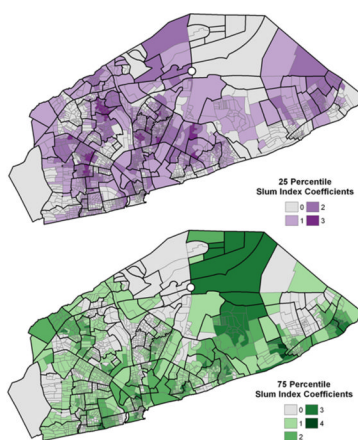 25 Percentile
Slum Index Coefficients
0 2
1 3
75 Percentile
Slum Index Coefficients
0 3
1 4
2